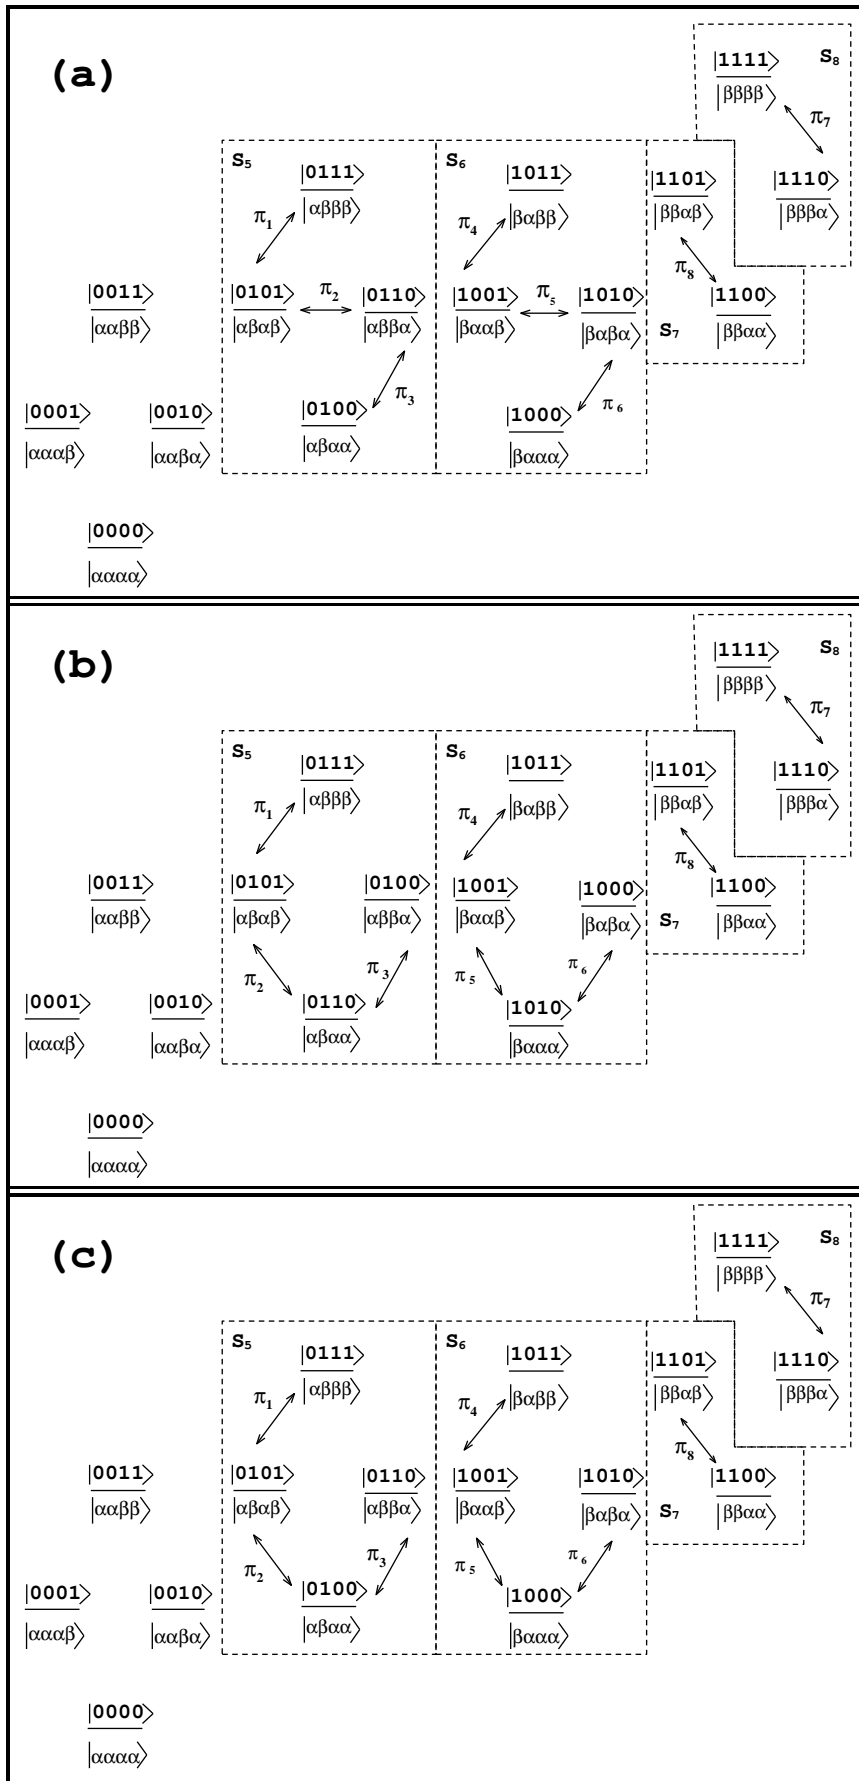 (a)
|1111⟩ S₈
|ββββ⟩
π₇
S₅ |0111⟩ S₆ |1011⟩ |1101⟩ |1110⟩
|αβββ⟩ |βαββ⟩ |ββαβ⟩ |βββα⟩
π₁ π₄
π₈
|0011⟩ |0101⟩ π₂ |0110⟩ |1001⟩ π₅ |1010⟩ |1100⟩
|ααββ⟩ |αβαβ⟩ |αββα⟩ |βααβ⟩ |βαβα⟩ S₇ |ββαα⟩
π₃ π₆
|0001⟩ |0010⟩ |0100⟩ |1000⟩
|αααβ⟩ |ααβα⟩ |αβαα⟩ |βααα⟩
|0000⟩
|αααα⟩
(b)
|1111⟩ S₈
|ββββ⟩
π₇
S₅ |0111⟩ S₆ |1011⟩ |1101⟩ |1110⟩
|αβββ⟩ |βαββ⟩ |ββαβ⟩ |βββα⟩
π₁ π₄
π₈
|0011⟩ |0101⟩ |0100⟩ |1001⟩ |1000⟩ |1100⟩
|ααββ⟩ |αβαβ⟩ |αββα⟩ |βααβ⟩ |βαβα⟩ S₇ |ββαα⟩
π₂ π₃ π₅ π₆
|0001⟩ |0010⟩ |0110⟩ |1010⟩
|αααβ⟩ |ααβα⟩ |αβαα⟩ |βααα⟩
|0000⟩
|αααα⟩
(c)
|1111⟩ S₈
|ββββ⟩
π₇
S₅ |0111⟩ S₆ |1011⟩ |1101⟩ |1110⟩
|αβββ⟩ |βαββ⟩ |ββαβ⟩ |βββα⟩
π₁ π₄
π₈
|0011⟩ |0101⟩ |0110⟩ |1001⟩ |1010⟩ |1100⟩
|ααββ⟩ |αβαβ⟩ |αββα⟩ |βααβ⟩ |βαβα⟩ S₇ |ββαα⟩
π₂ π₃ π₅ π₆
|0001⟩ |0010⟩ |0100⟩ |1000⟩
|αααβ⟩ |ααβα⟩ |αβαα⟩ |βααα⟩
|0000⟩
|αααα⟩